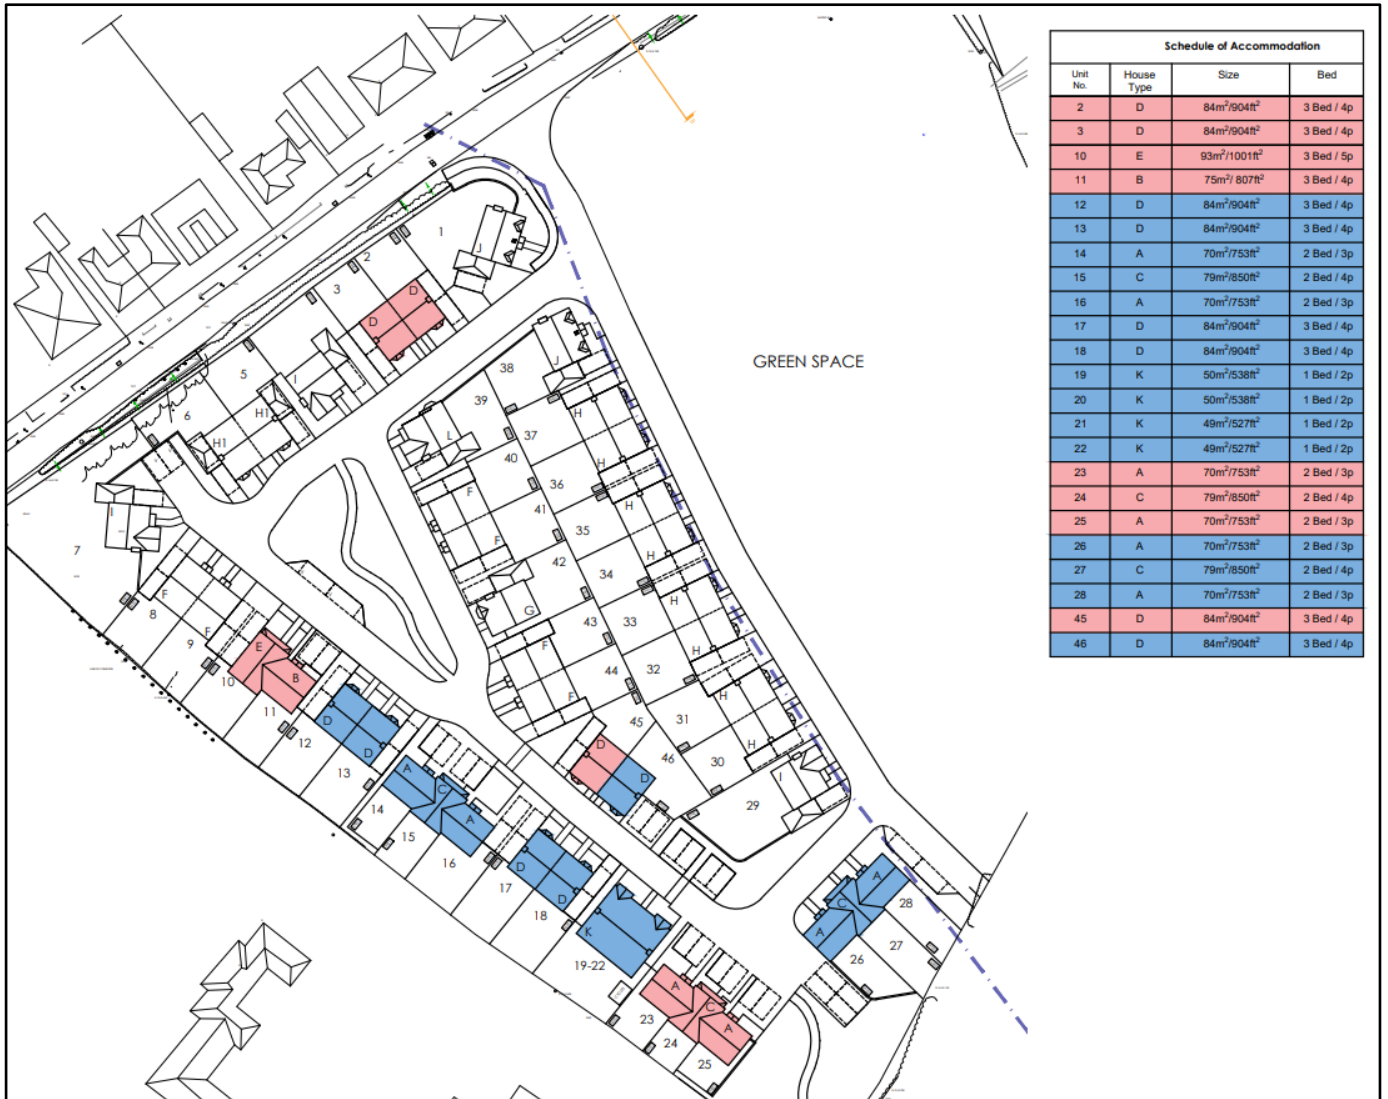 Schedule of Accommodation
Unit No. House Type Size Bed
2 D 84m²/904ft² 3 Bed / 4p
3 D 84m²/904ft² 3 Bed / 4p
10 E 93m²/1001ft² 3 Bed / 5p
11 B 75m²/ 807ft² 3 Bed / 4p
12 D 84m²/904ft² 3 Bed / 4p
13 D 84m²/904ft² 3 Bed / 4p
14 A 70m²/753ft² 2 Bed / 3p
15 C 79m²/850ft² 2 Bed / 4p
16 A 70m²/753ft² 2 Bed / 3p
17 D 84m²/904ft² 3 Bed / 4p
18 D 84m²/904ft² 3 Bed / 4p
19 K 50m²/538ft² 1 Bed / 2p
20 K 50m²/538ft² 1 Bed / 2p
21 K 49m²/527ft² 1 Bed / 2p
22 K 49m²/527ft² 1 Bed / 2p
23 A 70m²/753ft² 2 Bed / 3p
24 C 79m²/850ft² 2 Bed / 4p
25 A 70m²/753ft² 2 Bed / 3p
26 A 70m²/753ft² 2 Bed / 3p
27 C 79m²/850ft² 2 Bed / 4p
28 A 70m²/753ft² 2 Bed / 3p
45 D 84m²/904ft² 3 Bed / 4p
46 D 84m²/904ft² 3 Bed / 4p
GREEN SPACE
1
J
2
3
D
D
5
I
6
H1
H1
7
I
8
F
9
F
10
E
11
B
12
D
13
D
14
A
15
C
16
A
17
D
18
D
19-22
K
23
A
24
C
25
A
26
A
27
C
28
A
29
I
30
H
31
H
32
H
33
H
34
H
35
H
36
H
37
H
38
J
39
L
40
F
41
F
42
G
43
F
44
F
45
D
46
D